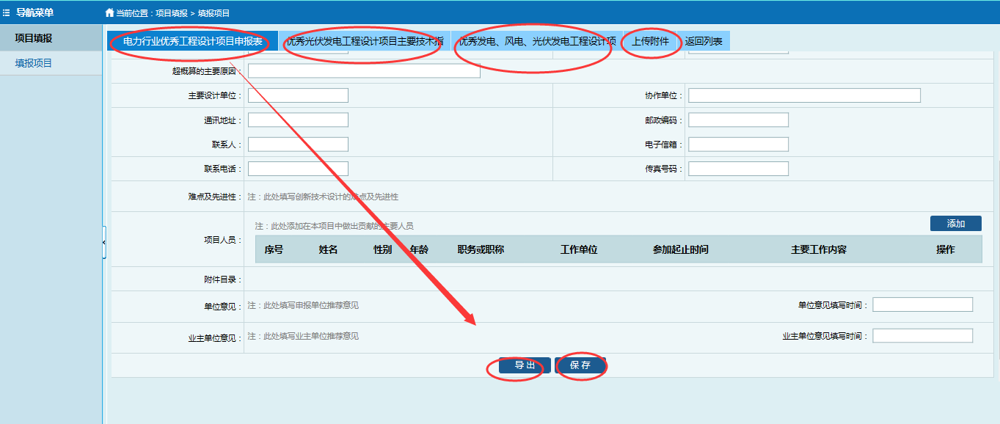 导航菜单
当前位置：项目填报 > 填报项目
项目填报
填报项目
电力行业优秀工程设计项目申报表
优秀光伏发电工程设计项目主要技术指
优秀发电、风电、光伏发电工程设计项
上传附件
返回列表
超概算的主要原因：
主要设计单位：
协作单位：
通讯地址：
邮政编码：
联系人：
电子信箱：
联系电话：
传真号码：
难点及先进性：
注：此处填写创新技术设计的难点及先进性
项目人员：
注：此处添加在本项目中做出贡献的主要人员
添加
序号 姓名 性别 年龄 职务或职称 工作单位 参加起止时间 主要工作内容 操作
附件目录：
单位意见：
注：此处填写申报单位推荐意见
单位意见填写时间：
业主单位意见：
注：此处填写业主单位推荐意见
业主单位意见填写时间：
导出
保存